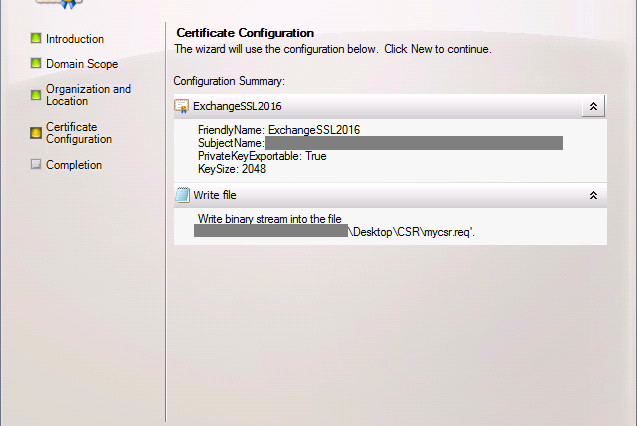 Introduction
Domain Scope
Organization and
Location
Certificate
Configuration
Completion
Certificate Configuration
The wizard will use the configuration below. Click New to continue.
Configuration Summary:
ExchangeSSL2016
FriendlyName: ExchangeSSL2016
SubjectName:
PrivateKeyExportable: True
KeySize: 2048
Write file
Write binary stream into the file
\Desktop\CSR\mycsr.req'.